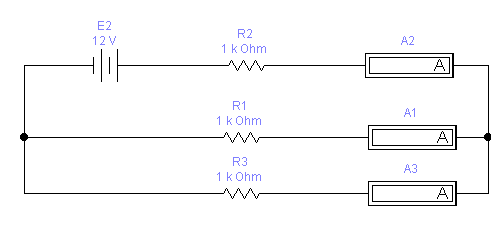 E2
12 V
R2
1 k Ohm
A2
A
R1
1 k Ohm
A1
A
R3
1 k Ohm
A3
A